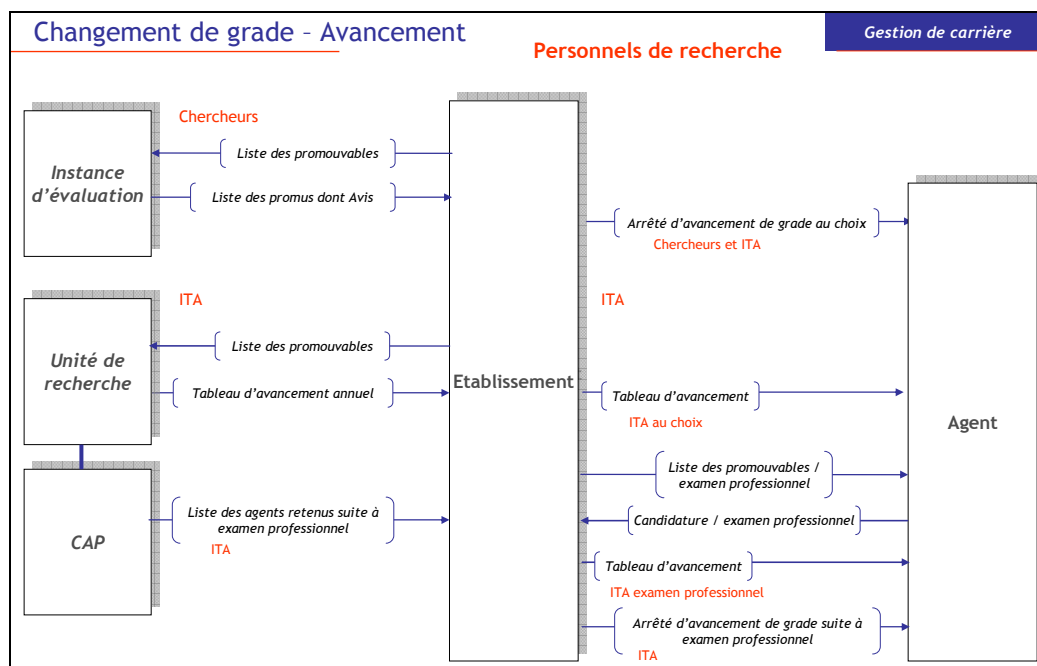 Changement de grade – Avancement
Personnels de recherche
Gestion de carrière
Chercheurs
Instance
d'évaluation
Liste des promouvables
Liste des promus dont Avis
ITA
Unité de
recherche
Liste des promouvables
Tableau d'avancement annuel
CAP
Liste des agents retenus suite à
examen professionnel
ITA
Etablissement
Arrêté d'avancement de grade au choix
Chercheurs et ITA
ITA
Tableau d'avancement
ITA au choix
Liste des promouvables /
examen professionnel
Candidature / examen professionnel
Tableau d'avancement
ITA examen professionnel
Arrêté d'avancement de grade suite à
examen professionnel
ITA
Agent